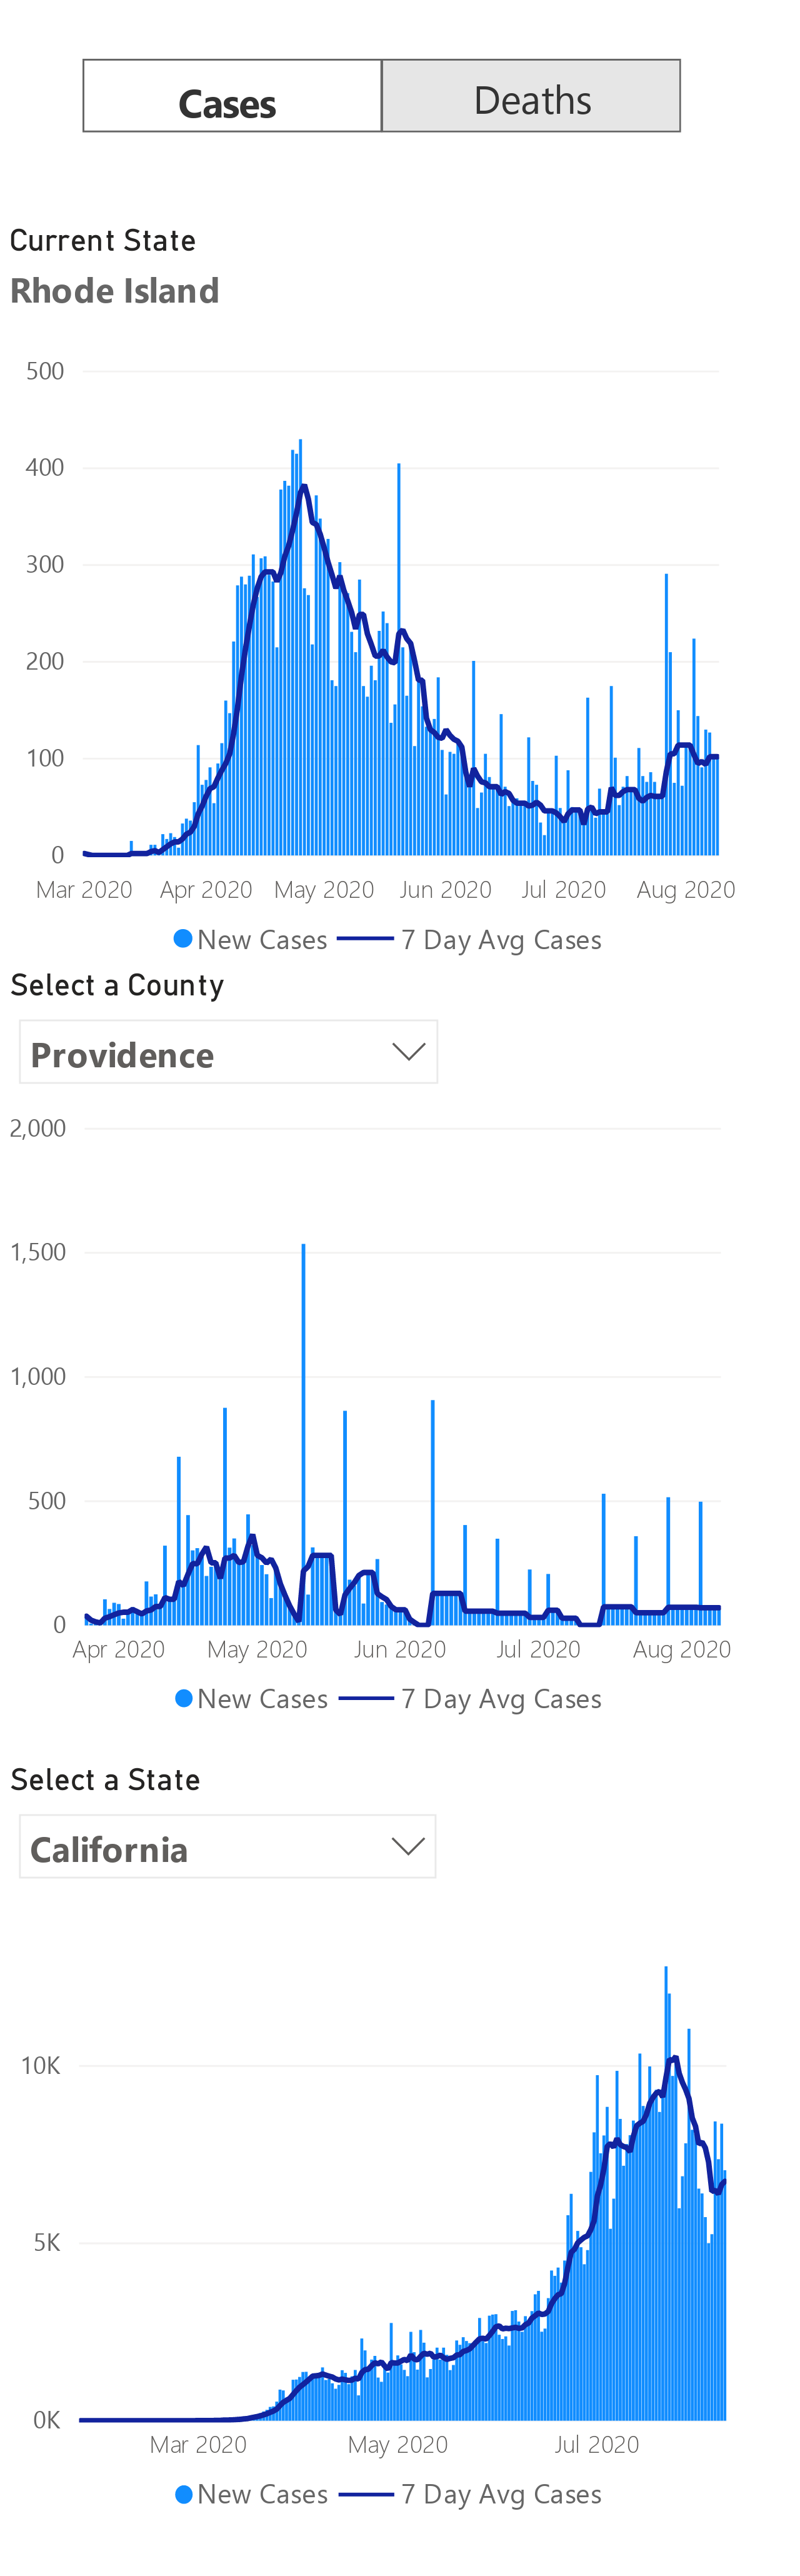 Cases Deaths
Current State
Rhode Island
500
400
300
200
100
0
Mar 2020 Apr 2020 May 2020 Jun 2020 Jul 2020 Aug 2020
New Cases 7 Day Avg Cases
Select a County
Providence
2,000
1,500
1,000
500
0
Apr 2020 May 2020 Jun 2020 Jul 2020 Aug 2020
New Cases 7 Day Avg Cases
Select a State
California
10K
5K
0K
Mar 2020 May 2020 Jul 2020
New Cases 7 Day Avg Cases